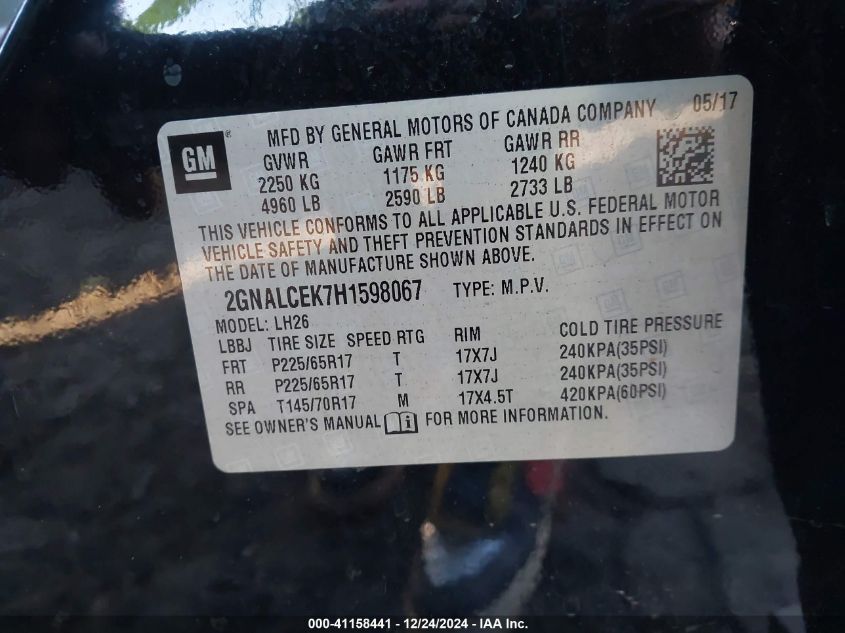 MFD BY GENERAL MOTORS OF CANADA COMPANY 05/17
GM®
GVWR GAWR FRT GAWR RR
2250 KG 1175 KG 1240 KG
4960 LB 2590 LB 2733 LB
THIS VEHICLE CONFORMS TO ALL APPLICABLE U.S. FEDERAL MOTOR
VEHICLE SAFETY AND THEFT PREVENTION STANDARDS IN EFFECT ON
THE DATE OF MANUFACTURE SHOWN ABOVE.
2GNALCEK7H1598067 TYPE: M.P.V.
MODEL: LH26
LBBJ TIRE SIZE SPEED RTG RIM COLD TIRE PRESSURE
FRT P225/65R17 T 17X7J 240KPA(35PSI)
RR P225/65R17 T 17X7J 240KPA(35PSI)
SPA T145/70R17 M 17X4.5T 420KPA(60PSI)
SEE OWNER'S MANUAL FOR MORE INFORMATION.
000-41158441 - 12/24/2024 - IAA Inc.